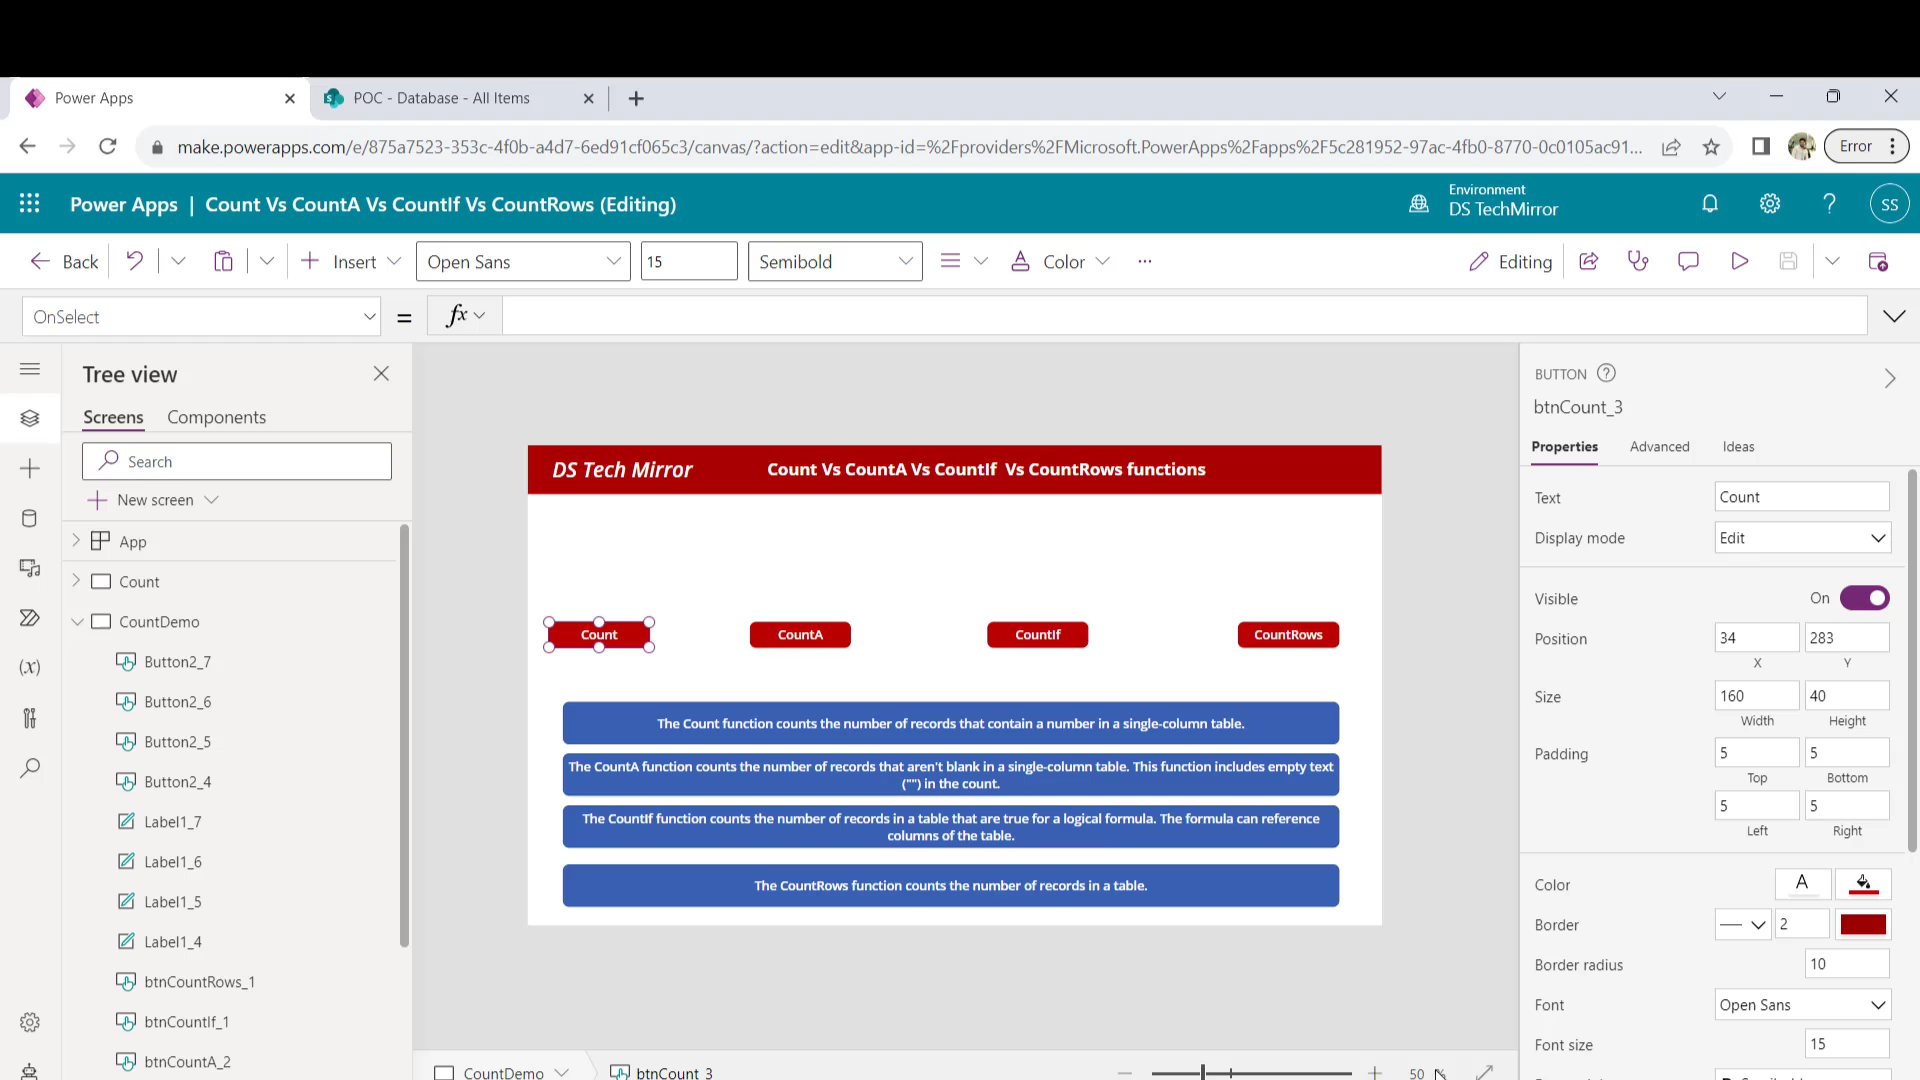 Power Apps
POC - Database - All Items
make.powerapps.com/e/875a7523-353c-4f0b-a4d7-6ed91cf065c3/canvas/?action=edit&app-id=%2Fproviders%2FMicrosoft.PowerApps%2Fapps%2F5c281952-97ac-4fb0-8770-0c0105ac91...
Error
Power Apps | Count Vs CountA Vs CountIf Vs CountRows (Editing)
Environment
DS TechMirror
?
SS
Back
Insert
Open Sans
15
Semibold
Color
...
Editing
OnSelect
=
fx
Tree view
Screens
Components
Search
New screen
App
Count
CountDemo
Button2_7
Button2_6
Button2_5
Button2_4
Label1_7
Label1_6
Label1_5
Label1_4
btnCountRows_1
btnCountIf_1
btnCountA_2
(x)
DS Tech Mirror
Count Vs CountA Vs CountIf  Vs CountRows functions
Count
CountA
CountIf
CountRows
The Count function counts the number of records that contain a number in a single-column table.
The CountA function counts the number of records that aren't blank in a single-column table. This function includes empty text
("") in the count.
The CountIf function counts the number of records in a table that are true for a logical formula. The formula can reference
columns of the table.
The CountRows function counts the number of records in a table.
CountDemo
btnCount_3
50 %
BUTTON ?
btnCount_3
Properties
Advanced
Ideas
Text
Count
Display mode
Edit
Visible
On
Position
34
283
X
Y
Size
160
40
Width
Height
Padding
5
5
Top
Bottom
5
5
Left
Right
Color
A
Border
2
Border radius
10
Font
Open Sans
Font size
15